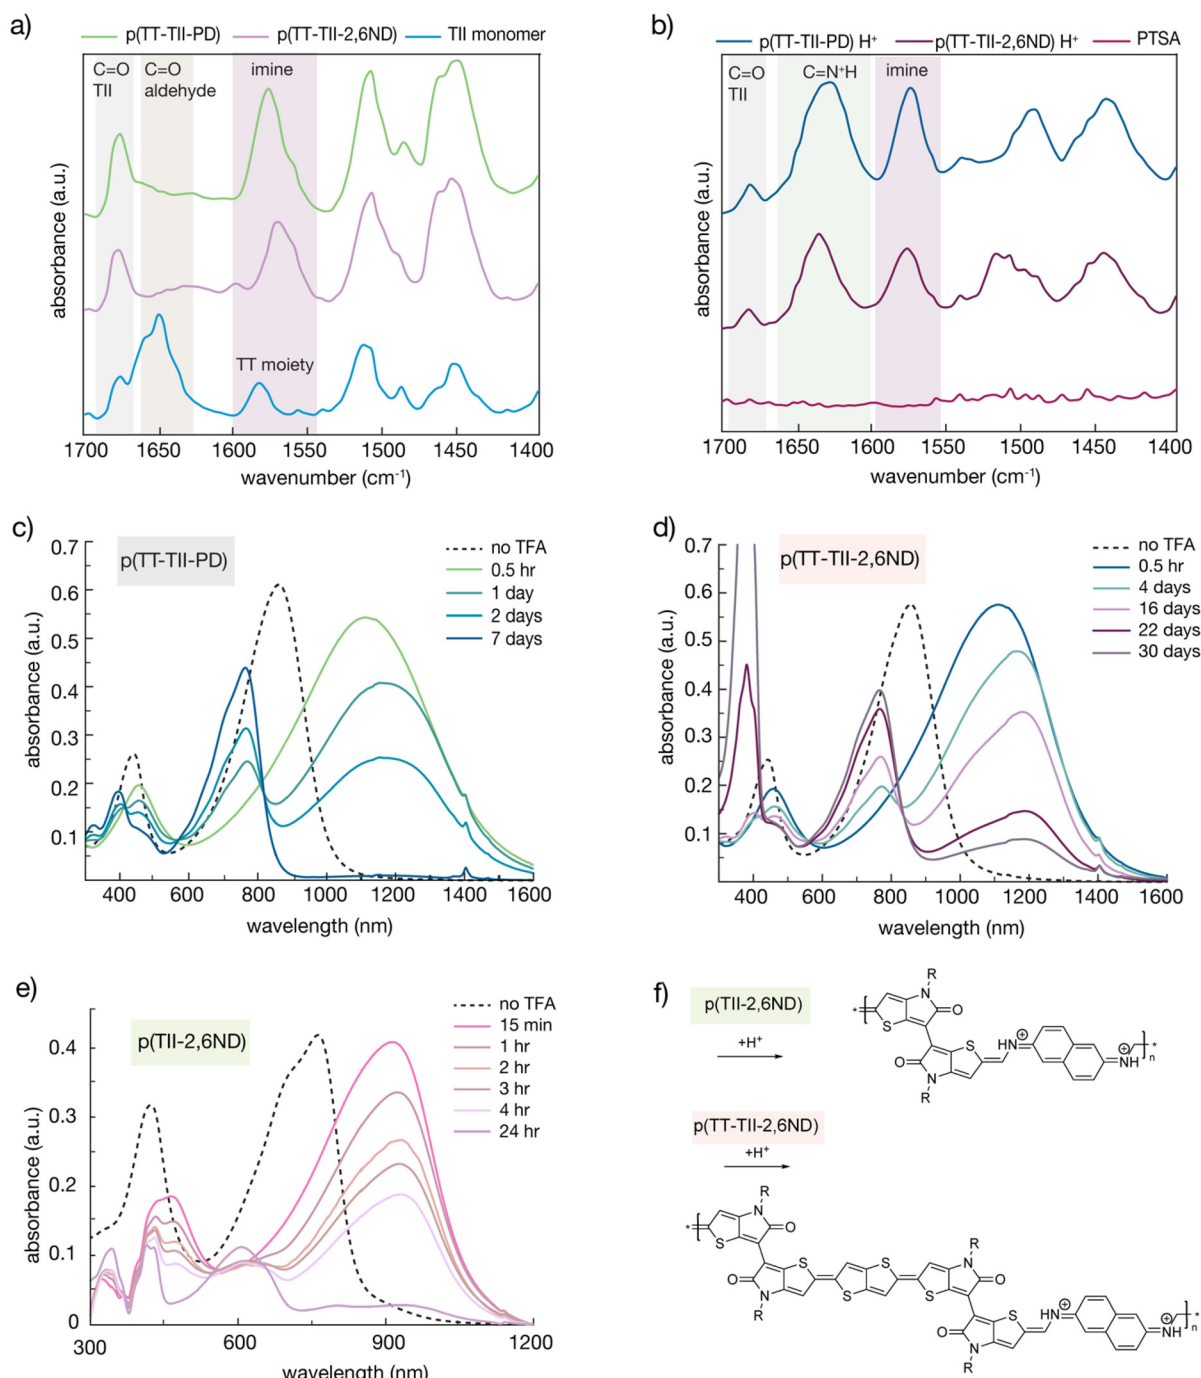 a)
p(TT-TII-PD) p(TT-TII-2,6ND) TII monomer
C=O TII
C=O aldehyde
imine
TT moiety
absorbance (a.u.)
1700 1650 1600 1550 1500 1450 1400
wavenumber (cm⁻¹)
b)
p(TT-TII-PD) H⁺ p(TT-TII-2,6ND) H⁺ PTSA
C=O TII
C=N⁺H
imine
absorbance (a.u.)
1700 1650 1600 1550 1500 1450 1400
wavenumber (cm⁻¹)
c)
p(TT-TII-PD)
no TFA
0.5 hr
1 day
2 days
7 days
0.7
0.6
0.5
0.4
0.3
0.2
0.1
absorbance (a.u.)
400 600 800 1000 1200 1400 1600
wavelength (nm)
d)
p(TT-TII-2,6ND)
no TFA
0.5 hr
4 days
16 days
22 days
30 days
0.7
0.6
0.5
0.4
0.3
0.2
0.1
absorbance (a.u.)
400 600 800 1000 1200 1400 1600
wavelength (nm)
e)
p(TII-2,6ND)
no TFA
15 min
1 hr
2 hr
3 hr
4 hr
24 hr
0.4
0.3
0.2
0.1
0
absorbance (a.u.)
300 600 900 1200
wavelength (nm)
f)
p(TII-2,6ND)
+H⁺
R
N
O
S
*
O
S
N
R
HN
+
+
NH
n
*
p(TT-TII-2,6ND)
+H⁺
R
N
O
S
*
O
N
R
S
S
S
S
R
N
O
O
S
N
R
HN
+
+
NH
n
*